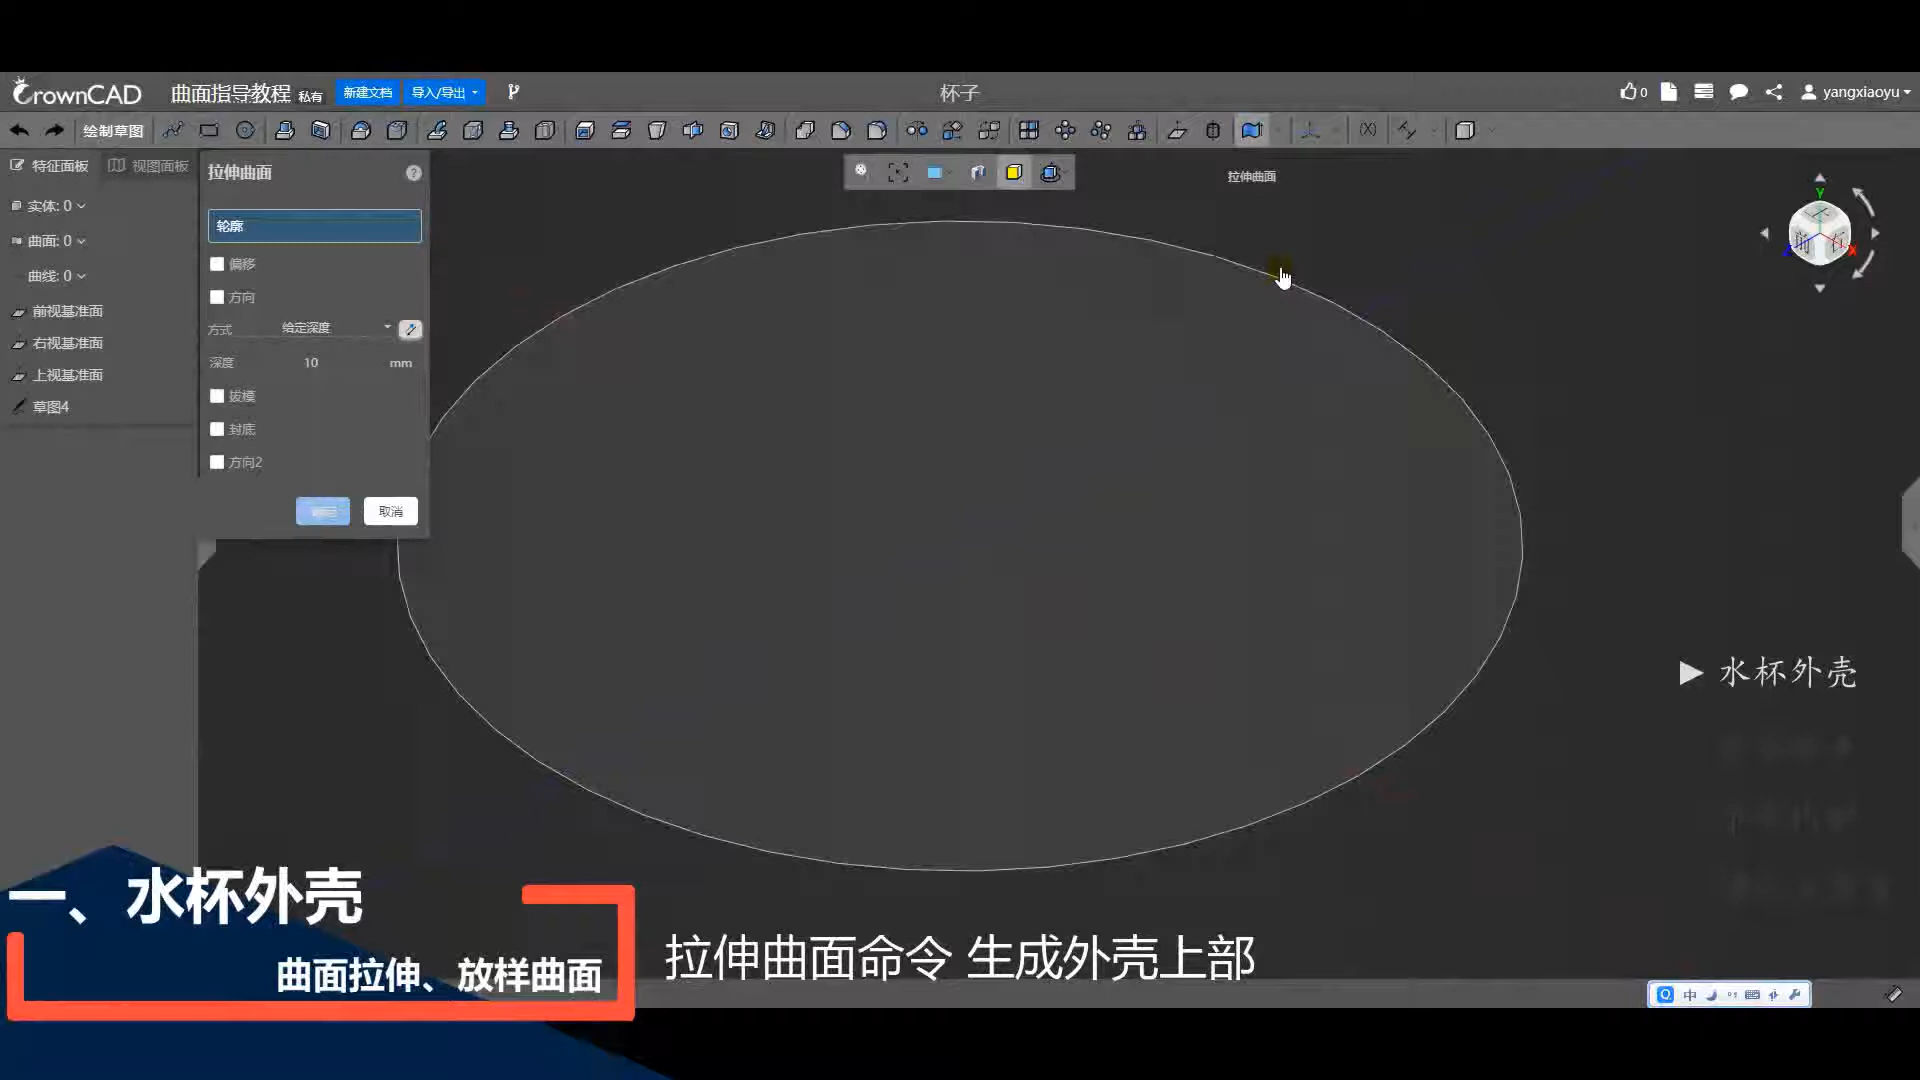 CrownCAD
曲面指导教程 私有
新建文档
导入/导出
杯子
0
yangxiaoyu
绘制草图
(X)
特征面板
视图面板
拉伸曲面
?
轮廓
偏移
方向
方式 给定深度
深度 10 mm
拔模
封底
方向2
取消
实体: 0
曲面: 0
曲线: 0
前视基准面
右视基准面
上视基准面
草图4
拉伸曲面
Y
上
前
右
X
水杯外壳
一、水杯外壳
曲面拉伸、放样曲面
拉伸曲面命令 生成外壳上部
中